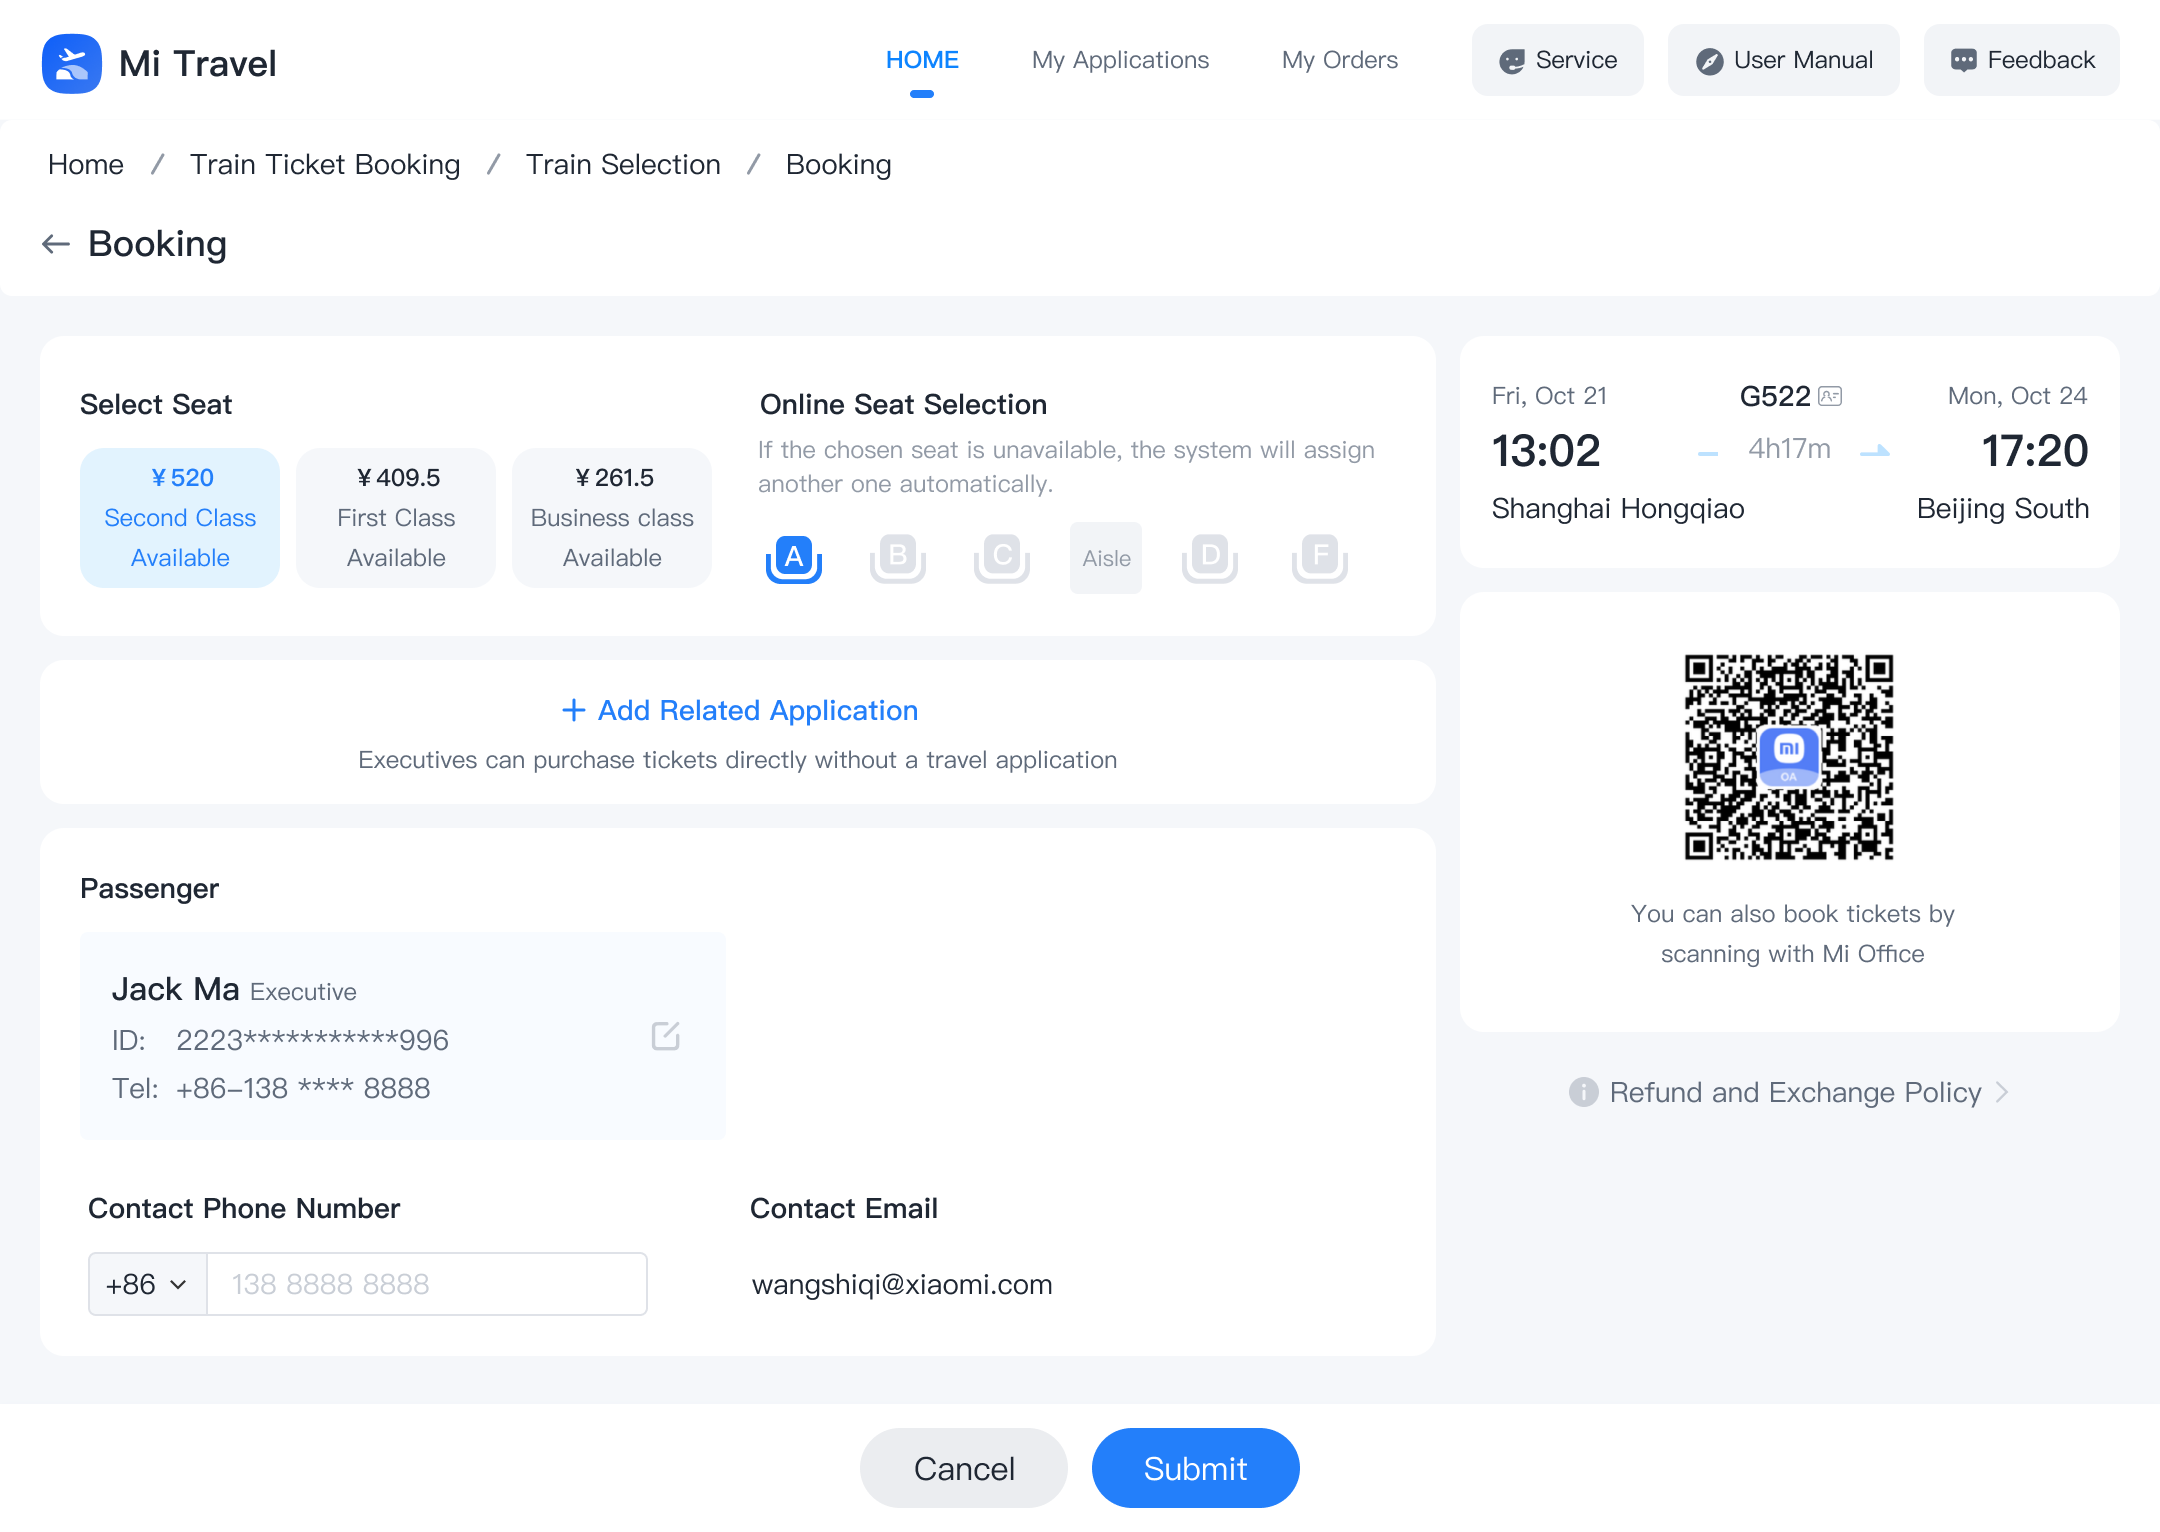 Mi Travel
HOME
My Applications
My Orders
Service
User Manual
Feedback
Home / Train Ticket Booking / Train Selection / Booking
Booking
Select Seat
¥ 520
Second Class
Available
¥ 409.5
First Class
Available
¥ 261.5
Business class
Available
Online Seat Selection
If the chosen seat is unavailable, the system will assign
another one automatically.
A
B
C
Aisle
D
F
Fri, Oct 21
G522
Mon, Oct 24
13:02
4h17m
17:20
Shanghai Hongqiao
Beijing South
+ Add Related Application
Executives can purchase tickets directly without a travel application
mi
OA
You can also book tickets by
scanning with Mi Office
Refund and Exchange Policy
Passenger
Jack Ma Executive
ID: 2223***********996
Tel: +86-138 **** 8888
Contact Phone Number
+86
138 8888 8888
Contact Email
wangshiqi@xiaomi.com
Cancel
Submit